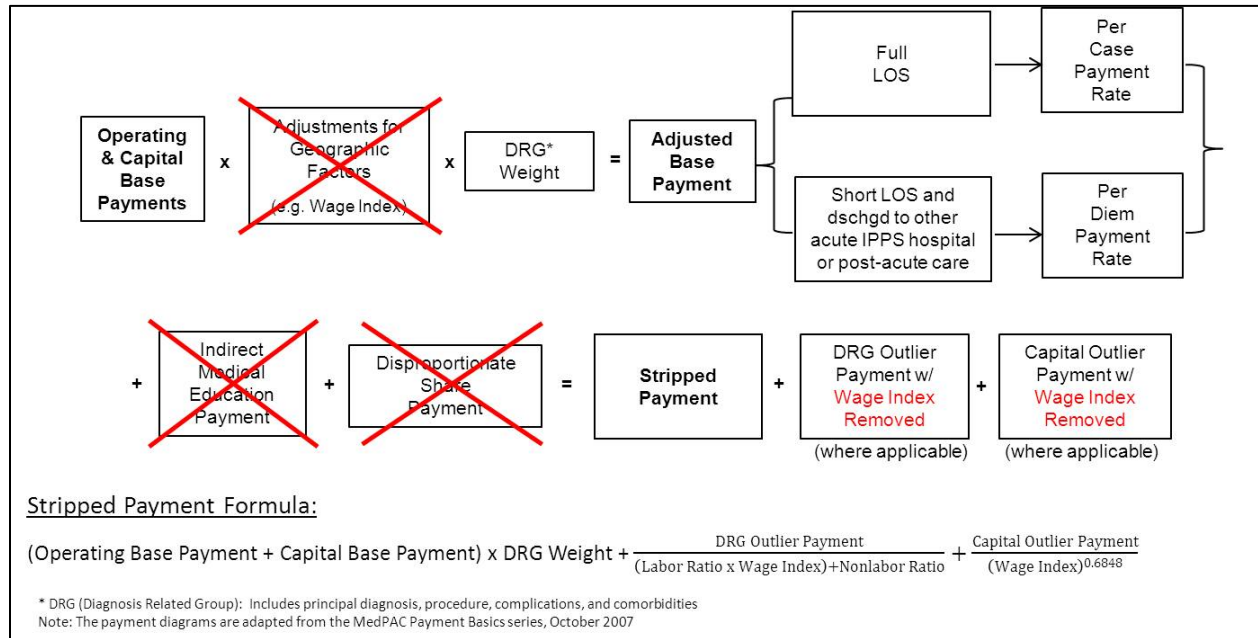 Operating
& Capital
Base
Payments
x
Adjustments for
Geographic
Factors
(e.g. Wage Index)
x
DRG*
Weight
=
Adjusted
Base
Payment
Full
LOS
Per
Case
Payment
Rate
Short LOS and
dschgd to other
acute IPPS hospital
or post-acute care
Per
Diem
Payment
Rate
+
Indirect
Medical
Education
Payment
+
Disproportionate
Share
Payment
=
Stripped
Payment
+
DRG Outlier
Payment w/
Wage Index
Removed
(where applicable)
+
Capital Outlier
Payment w/
Wage Index
Removed
(where applicable)
Stripped Payment Formula:
(Operating Base Payment + Capital Base Payment) x DRG Weight + DRG Outlier Payment / (Labor Ratio x Wage Index)+Nonlabor Ratio + Capital Outlier Payment / (Wage Index)^0.6848
* DRG (Diagnosis Related Group): Includes principal diagnosis, procedure, complications, and comorbidities
Note: The payment diagrams are adapted from the MedPAC Payment Basics series, October 2007